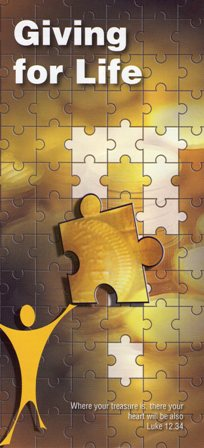 Giving
for Life
Where your treasure is, there your
heart will be also
Luke 12.34